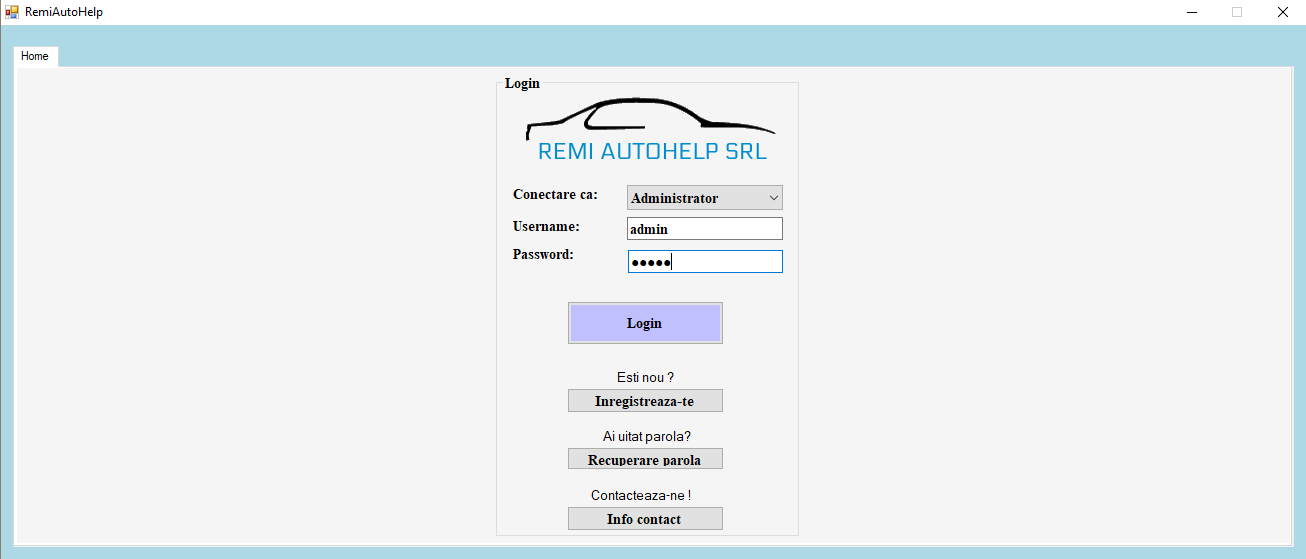 RemiAutoHelp
Home
Login
REMI AUTOHELP SRL
Conectare ca: Administrator
Username: admin
Password: ●●●●●
Login
Esti nou ?
Inregistreaza-te
Ai uitat parola?
Recuperare parola
Contacteaza-ne !
Info contact